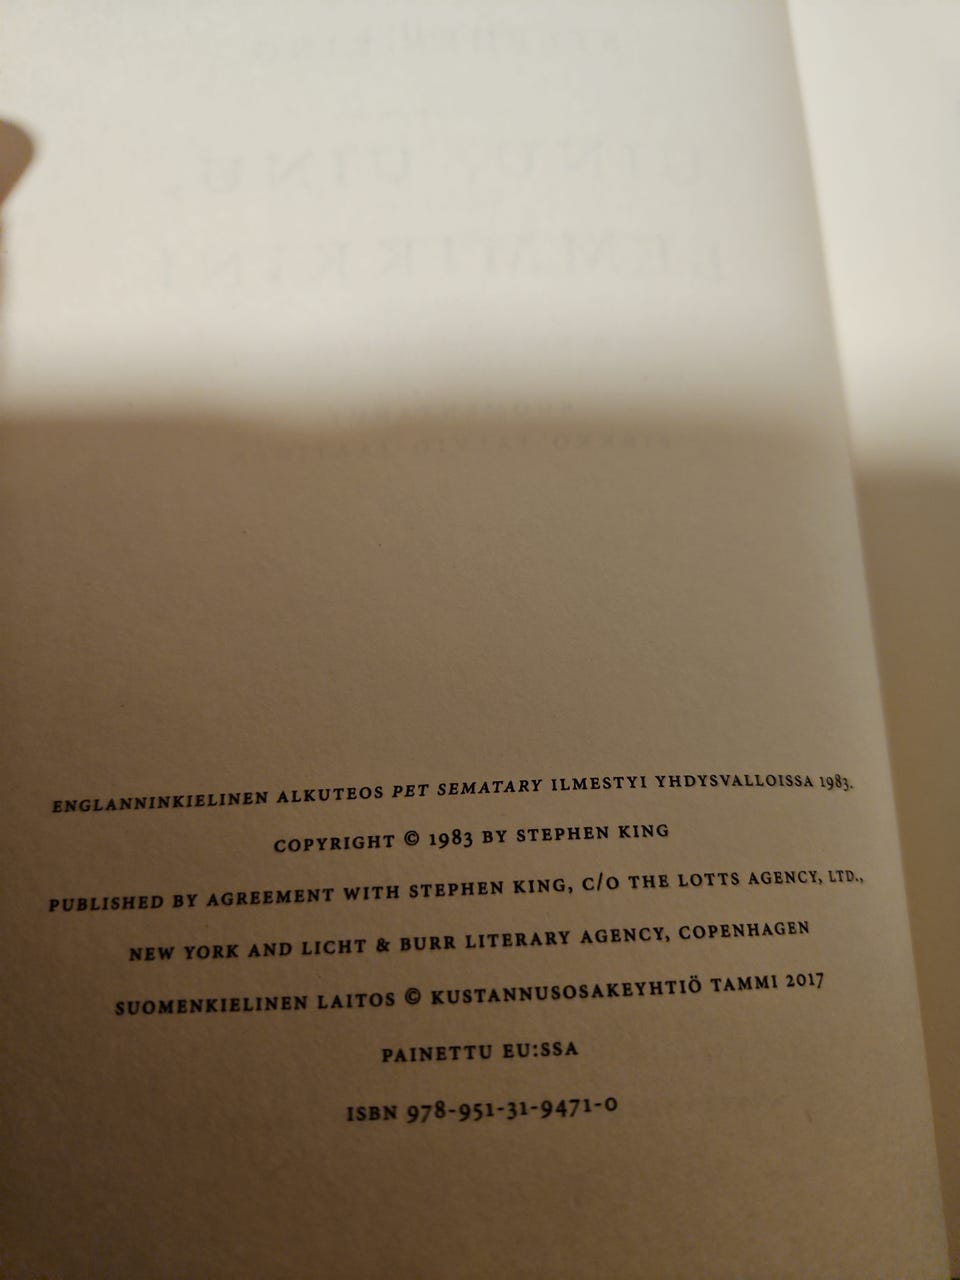 ENGLANNINKIELINEN ALKUTEOS PET SEMATARY ILMESTYI YHDYSVALLOISSA 1983.
COPYRIGHT © 1983 BY STEPHEN KING
PUBLISHED BY AGREEMENT WITH STEPHEN KING, C/O THE LOTTS AGENCY, LTD.,
NEW YORK AND LICHT & BURR LITERARY AGENCY, COPENHAGEN
SUOMENKIELINEN LAITOS © KUSTANNUSOSAKEYHTIÖ TAMMI 2017
PAINETTU EU:SSA
ISBN 978-951-31-9471-0